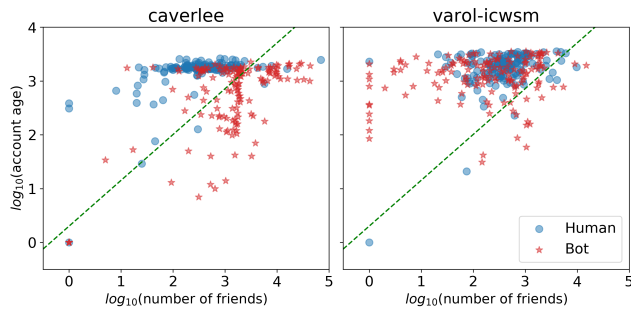 caverlee
varol-icwsm
4
3
2
1
0
log10(account age)
0
1
2
3
4
5
log10(number of friends)
0
1
2
3
4
5
log10(number of friends)
Human
Bot